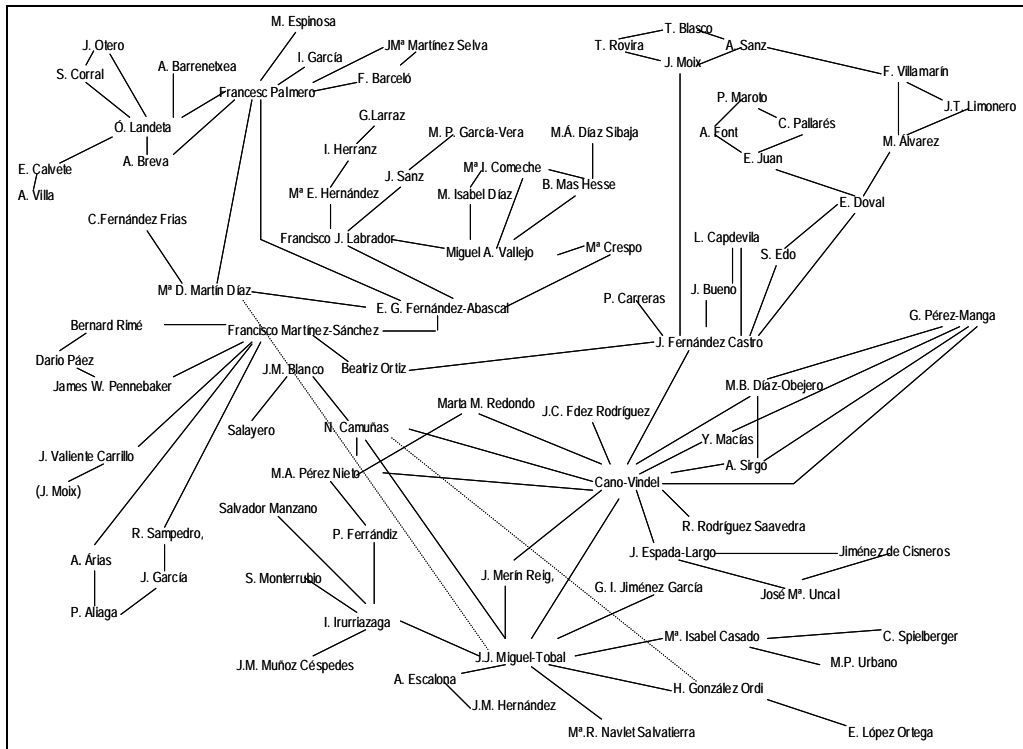 M. Espinosa
T. Blasco
J. Otero
I. García
JMª Martínez Selva
T. Rovira
A. Sanz
A. Barrenetxea
S. Corral
F. Barceló
J. Moix
F. Villamarín
Francesc Palmero
P. Maroto
J.T. Limonero
G.Larraz
C. Pallarés
Ó. Landeta
M. P. García-Vera
M.Á. Díaz Sibaja
A. Font
M. Álvarez
I. Herranz
E. Juan
A. Breva
E. Calvete
Mª I. Comeche
J. Sanz
B. Mas Hesse
A. Villa
Mª E. Hernández
M. Isabel Díaz
E. Doval
C.Fernández Frías
L. Capdevila
Francisco J. Labrador
Miguel A. Vallejo
Mª Crespo
S. Edo
Mª D. Martín Díaz
J. Bueno
P. Carreras
E. G. Fernández-Abascal
G. Pérez-Manga
Bernard Rimé
Francisco Martínez-Sánchez
J. Fernández Castro
Dario Páez
J.M. Blanco
Beatriz Ortiz
James W. Pennebaker
M.B. Díaz-Obejero
Marta M. Redondo
J.C. Fdez Rodríguez
Salayero
N. Camuñas
Y. Macías
J. Valiente Carrillo
A. Sirgo
M.A. Pérez Nieto
Cano-Vindel
(J. Moix)
Salvador Manzano
R. Rodríguez Saavedra
R. Sampedro,
P. Ferrándiz
J. Espada-Largo
Jiménez de Cisneros
A. Árias
J. García
S. Monterrubio
J. Merín Reig,
G. I. Jiménez García
José Mª. Uncal
P. Aliaga
I. Irurriazaga
Mª. Isabel Casado
C. Spielberger
J.M. Muñoz Céspedes
J.J. Miguel-Tobal
M.P. Urbano
A. Escalona
H. González Ordi
J.M. Hernández
Mª.R. Navlet Salvatierra
E. López Ortega